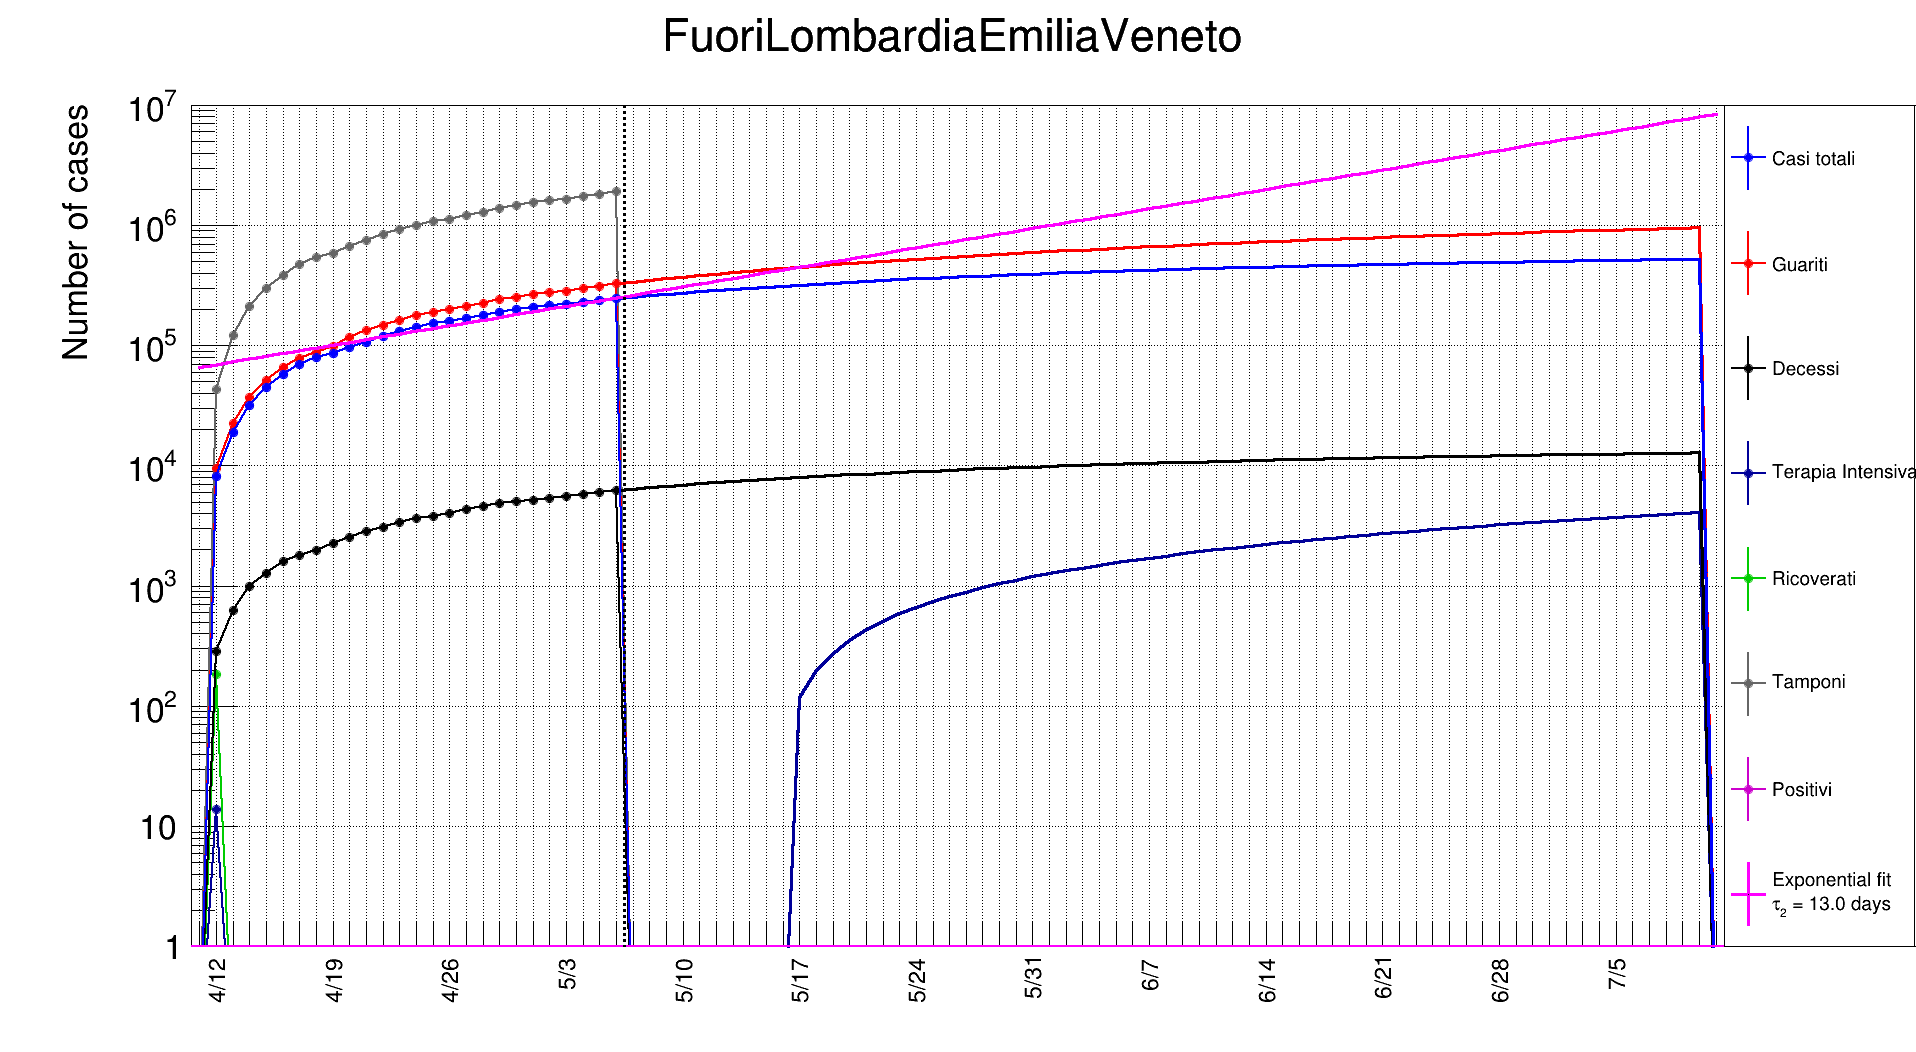 FuoriLombardiaEmiliaVeneto
Number of cases
10^7
10^6
10^5
10^4
10^3
10^2
10
1
4/12
4/19
4/26
5/3
5/10
5/17
5/24
5/31
6/7
6/14
6/21
6/28
7/5
Casi totali
Guariti
Decessi
Terapia Intensiva
Ricoverati
Tamponi
Positivi
Exponential fit
τ_2 = 13.0 days